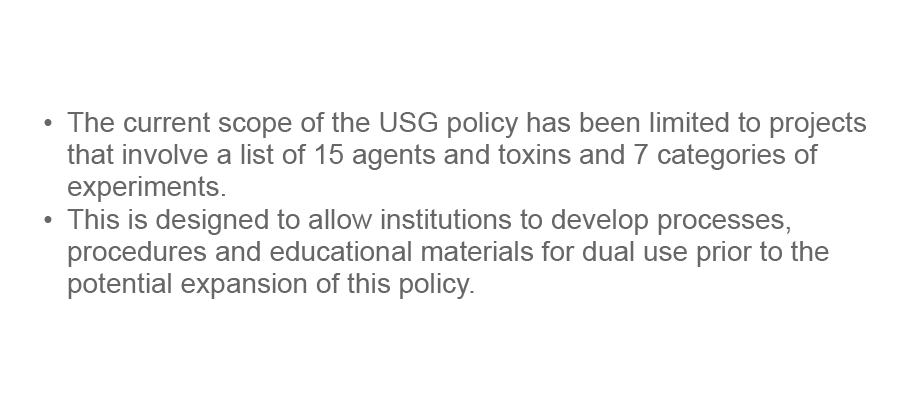 • The current scope of the USG policy has been limited to projects
that involve a list of 15 agents and toxins and 7 categories of
experiments.
• This is designed to allow institutions to develop processes,
procedures and educational materials for dual use prior to the
potential expansion of this policy.